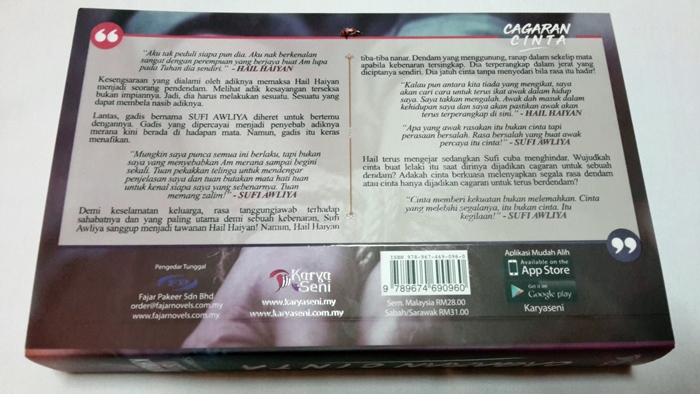 CAGARAN
CINTA
"Aku tak peduli siapa pun dia. Aku nak berkenalan
sangat dengan perempuan yang berjaya buat Am lupa
pada Tuhan dia sendiri." - HAIL HAIYAN
Kesengsaraan yang dialami oleh adiknya memaksa Hail Haiyan
menjadi seorang pendendam. Melihat adik kesayangan terseksa
bukan impiannya. Jadi, dia harus melakukan sesuatu. Sesuatu yang
dapat membela nasib adiknya.
Lantas, gadis bernama SUFI AWLIYA diheret untuk bertemu
dengannya. Gadis yang dipercayai menjadi penyebab adiknya
merana kini berada di hadapan mata. Namun, gadis itu keras
menafikan.
"Mungkin saya punca semua ini berlaku, tapi bukan
saya yang menyebabkan Am merana sampai begini
sekali. Tuan pekakkan telinga untuk mendengar
penjelasan saya dan tuan butakan mata hati tuan
untuk kenal siapa saya yang sebenarnya. Tuan
memang zalim!" - SUFI AWLIYA
Demi keselamatan keluarga, rasa tanggungjawab terhadap
sahabatnya dan yang paling utama demi sebuah kebenaran, Sufi
Awliya sanggup menjadi tawanan Hail Haiyan! Namun, Hail Haiyan
tiba-tiba nanar. Dendam yang menggunung, ranap dalam sekelip mata
apabila kebenaran tersingkap. Dia terperangkap dalam jerat yang
diciptanya sendiri. Dia jatuh cinta tanpa menyedari bila rasa itu hadir!
"Kalau pun antara kita tiada yang mengikat, saya
akan cari cara untuk terus ikat awak dalam hidup
saya. Saya takkan mengalah. Awak dah masuk dalam
kehidupan saya dan saya akan pastikan awak akan
terus terperangkap di sini." - HAIL HAIYAN
"Apa yang awak rasakan itu bukan cinta tapi
perasaan bersalah. Rasa bersalah yang buat awak
percaya itu cinta!" - SUFI AWLIYA
Hail terus mengejar sedangkan Sufi cuba menghindar. Wujudkah
cinta buat lelaki itu saat dirinya dijadikan cagaran untuk sebuah
dendam? Adakah cinta berkuasa melenyapkan segala rasa dendam
atau cinta hanya dijadikan cagaran untuk terus berdendam?
"Cinta memberi kekuatan bukan melemahkan. Cinta
yang melebihi segalanya, itu bukan cinta. Itu
kegilaan!" - SUFI AWLIYA
Pengedar Tunggal
Fajar Pakeer Sdn Bhd
order@fajarnovels.com.my
www.fajarnovels.com.my
Karya
Seni
www.karyaseni.my
www.karyaseni.com.my
ISBN 978-967-469-096-0
9 789674 690960
Sem. Malaysia RM28.00
Sabah/Sarawak RM31.00
Aplikasi Mudah Alih
Available on the
App Store
Get it on
Google play
Karyaseni
CAGARAN CINTA